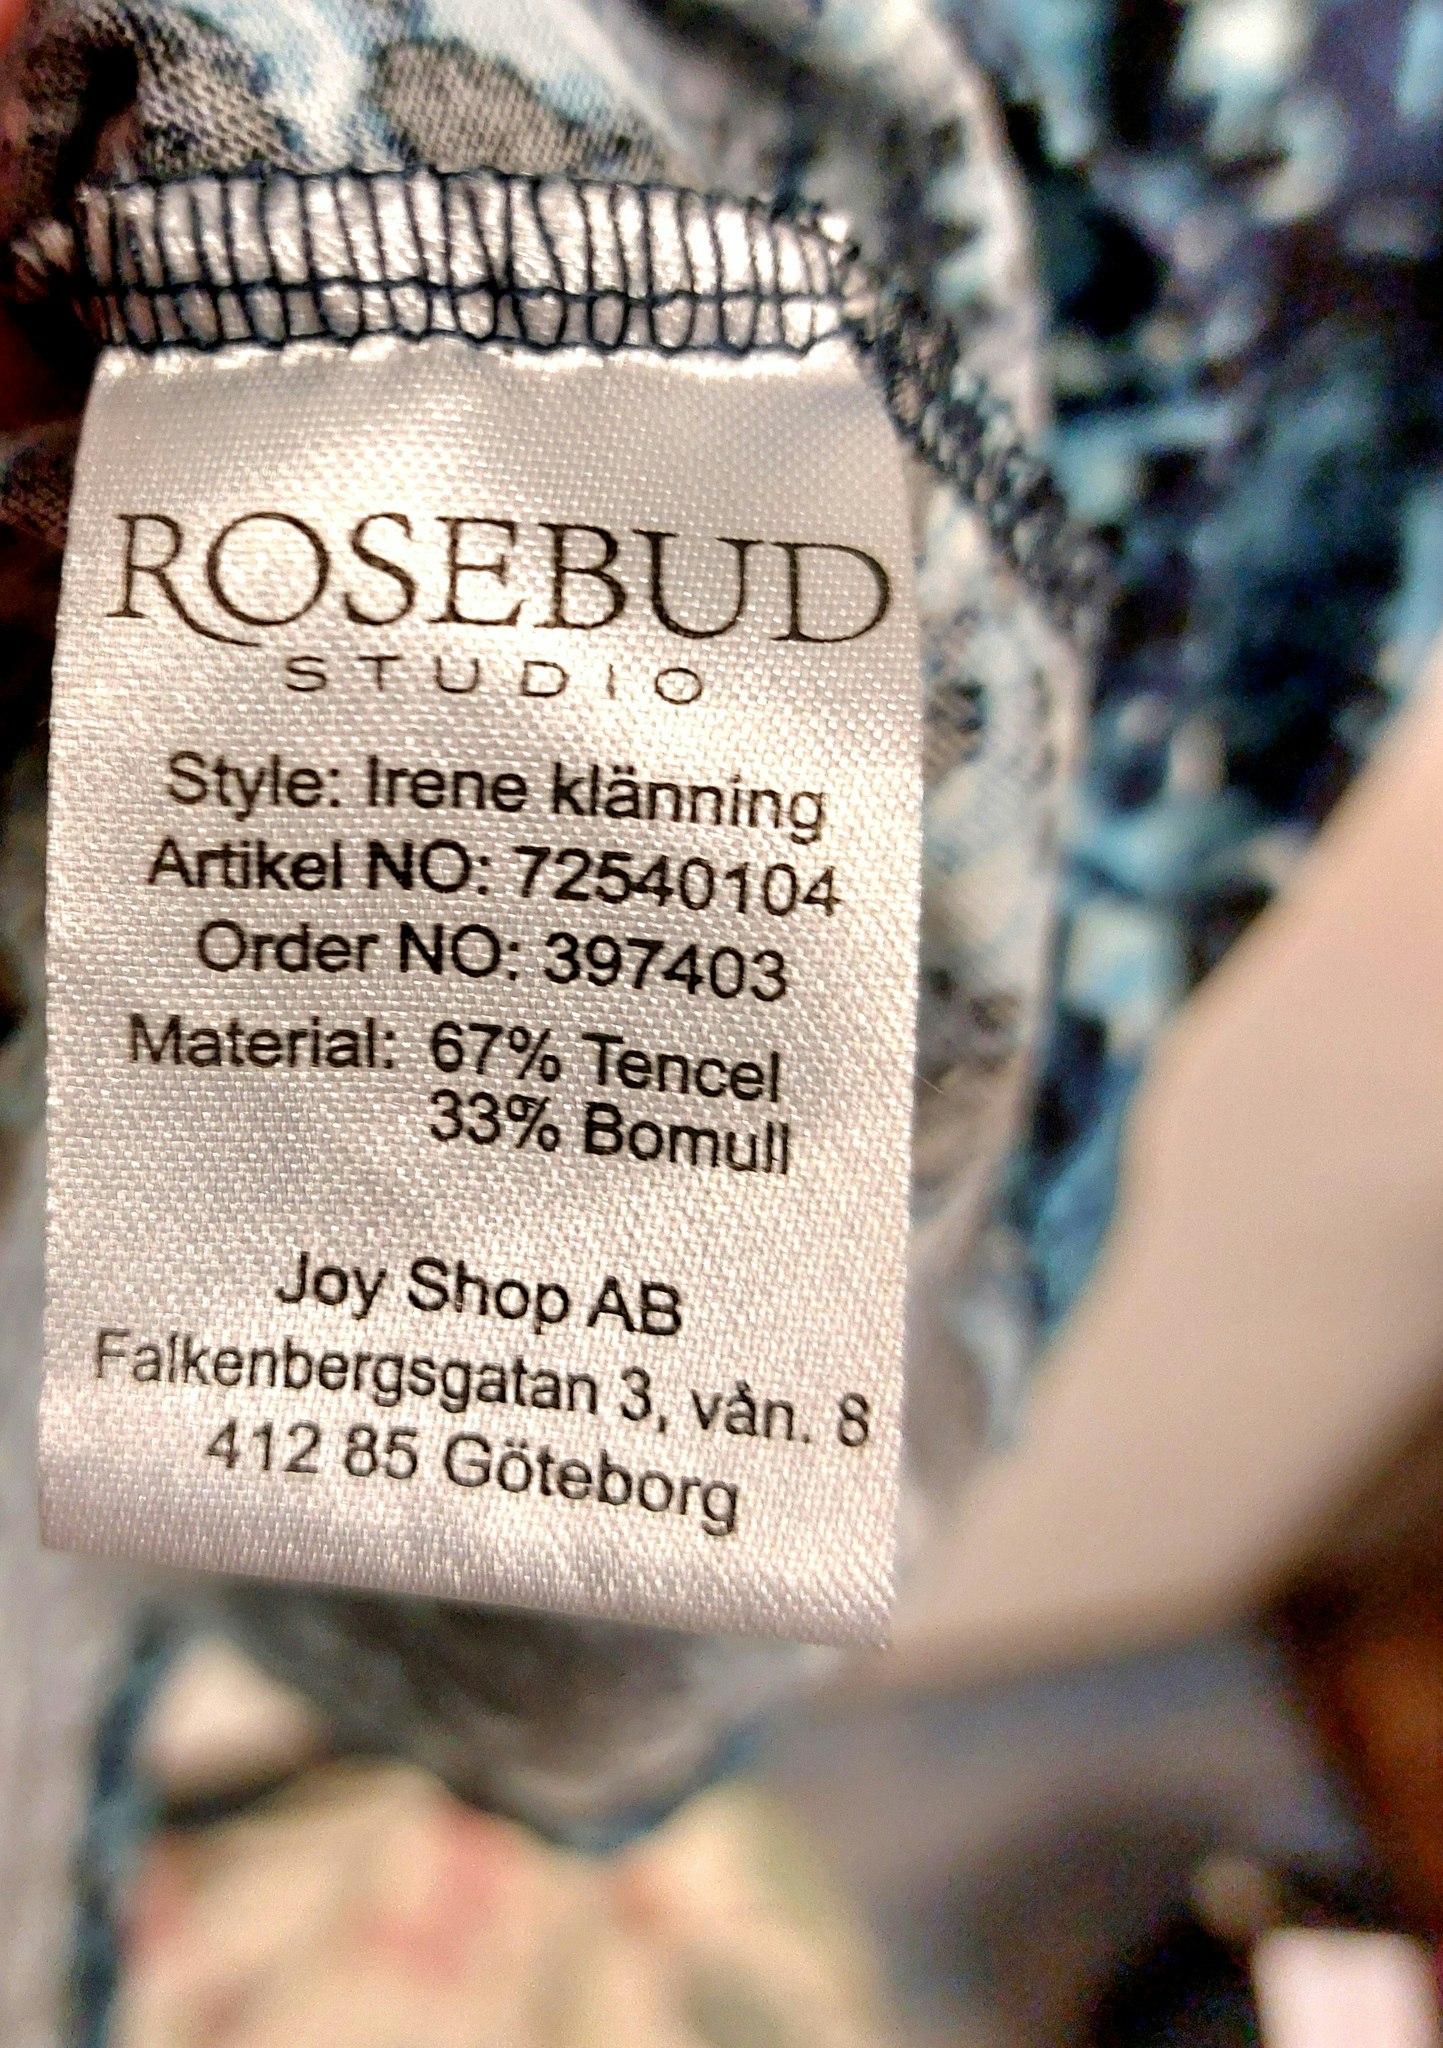 ROSEBUD
STUDIO
Style: Irene klänning
Artikel NO: 72540104
Order NO: 397403
Material: 67% Tencel
33% Bomull
Joy Shop AB
Falkenbergsgatan 3, vån. 8
412 85 Göteborg